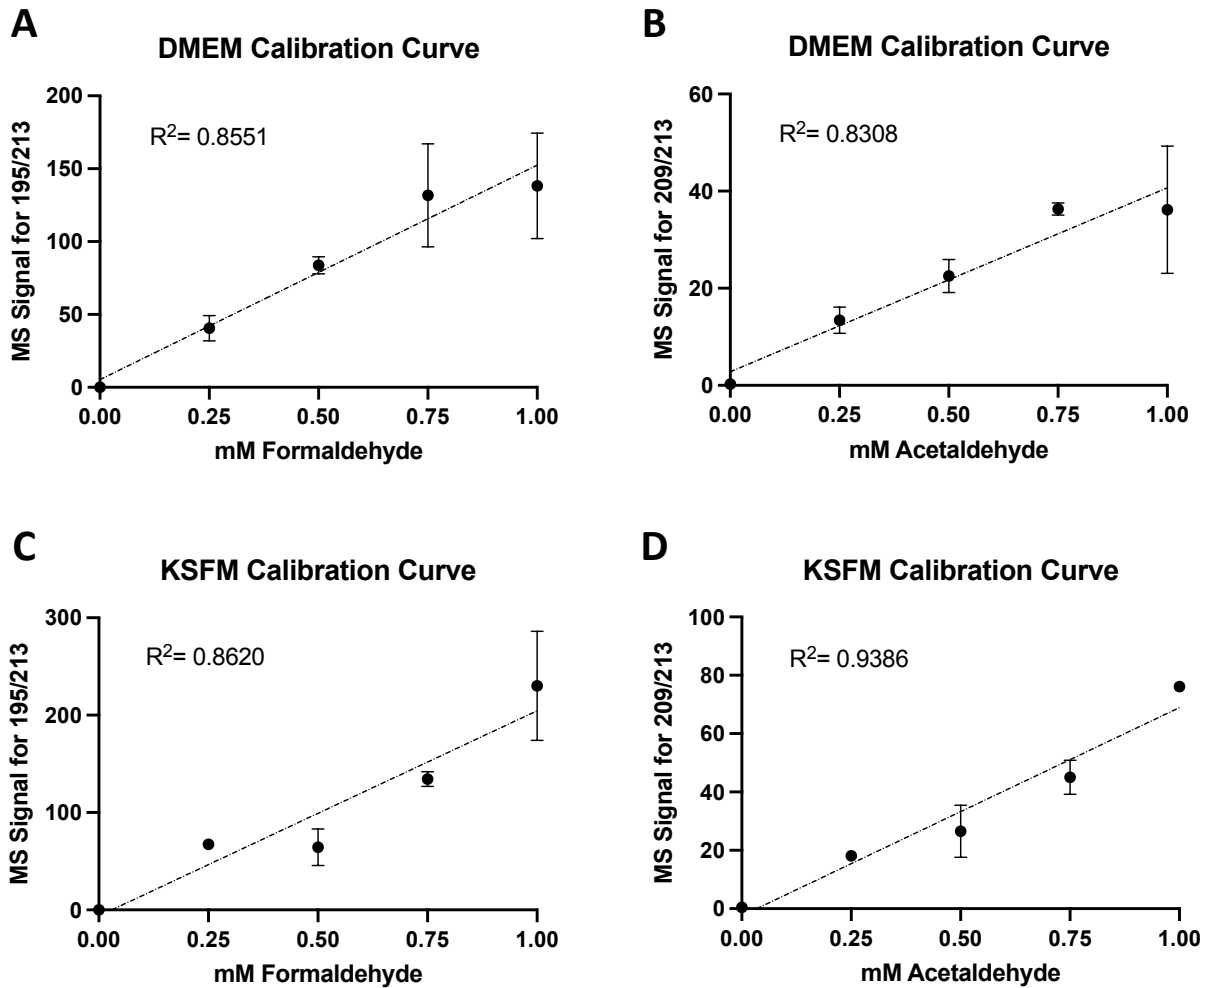 A
DMEM Calibration Curve
R²= 0.8551
MS Signal for 195/213
200
150
100
50
0
0.00 0.25 0.50 0.75 1.00
mM Formaldehyde
B
DMEM Calibration Curve
R²= 0.8308
MS Signal for 209/213
60
40
20
0
0.00 0.25 0.50 0.75 1.00
mM Acetaldehyde
C
KSFM Calibration Curve
R²= 0.8620
MS Signal for 195/213
300
200
100
0
0.00 0.25 0.50 0.75 1.00
mM Formaldehyde
D
KSFM Calibration Curve
R²= 0.9386
MS Signal for 209/213
100
80
60
40
20
0
0.00 0.25 0.50 0.75 1.00
mM Acetaldehyde